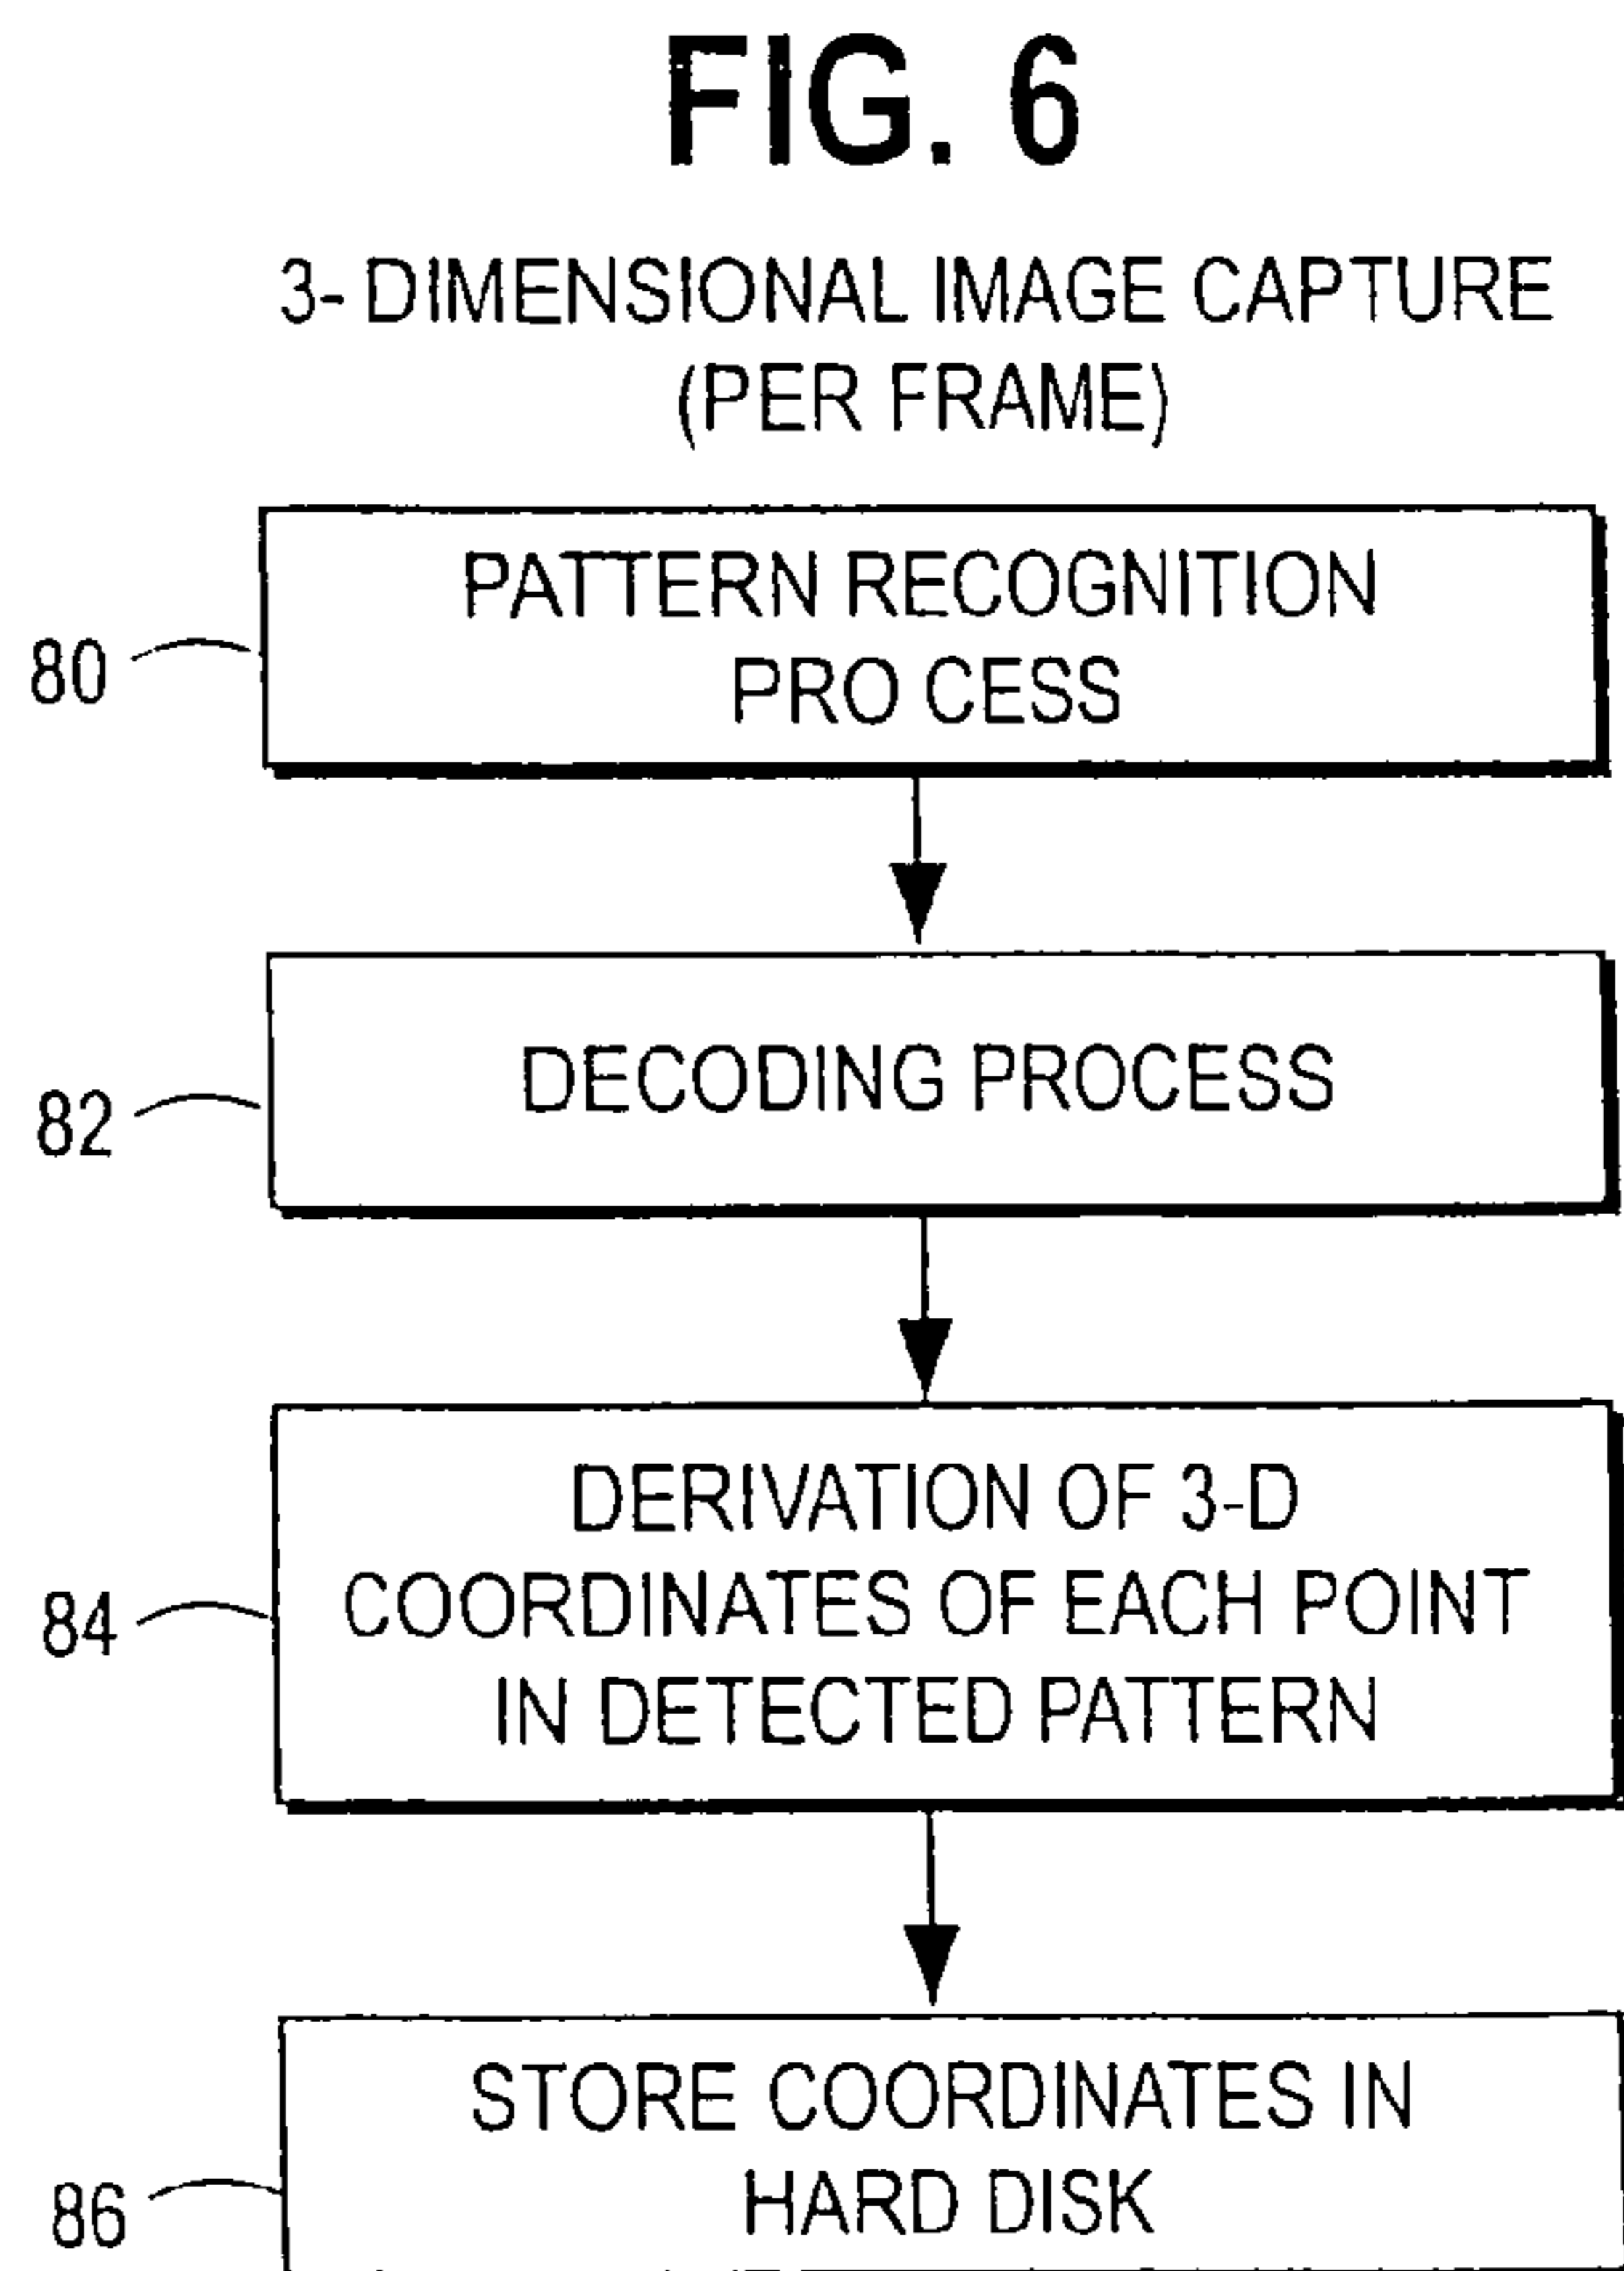 FIG. 6
3- DIMENSIONAL IMAGE CAPTURE
(PER FRAME)
PATTERN RECOGNITION
PRO CESS
80
DECODING PROCESS
82
DERIVATION OF 3-D
COORDINATES OF EACH POINT
IN DETECTED PATTERN
84
STORE COORDINATES IN
HARD DISK
86